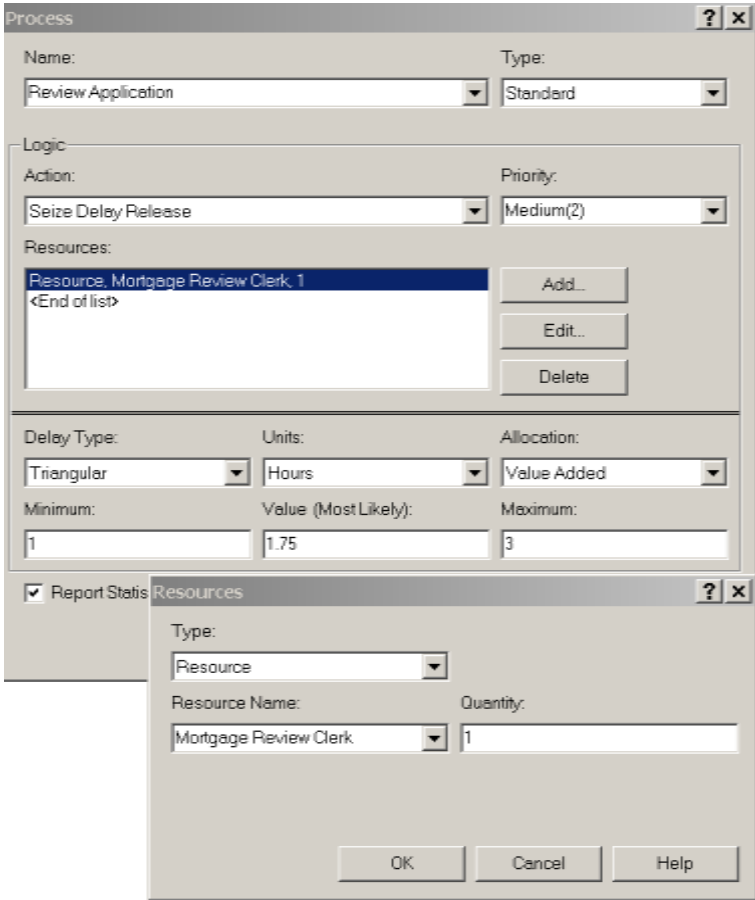 Process
Name: Type:
Review Application Standard
Logic
Action: Priority:
Seize Delay Release Medium(2)
Resources:
Resource, Mortgage Review Clerk, 1 Add...
<End of list>
Edit...
Delete
Delay Type: Units: Allocation:
Triangular Hours Value Added
Minimum: Value (Most Likely): Maximum:
1 1.75 3
Report Statis
Resources
Type:
Resource
Resource Name: Quantity:
Mortgage Review Clerk 1
OK Cancel Help